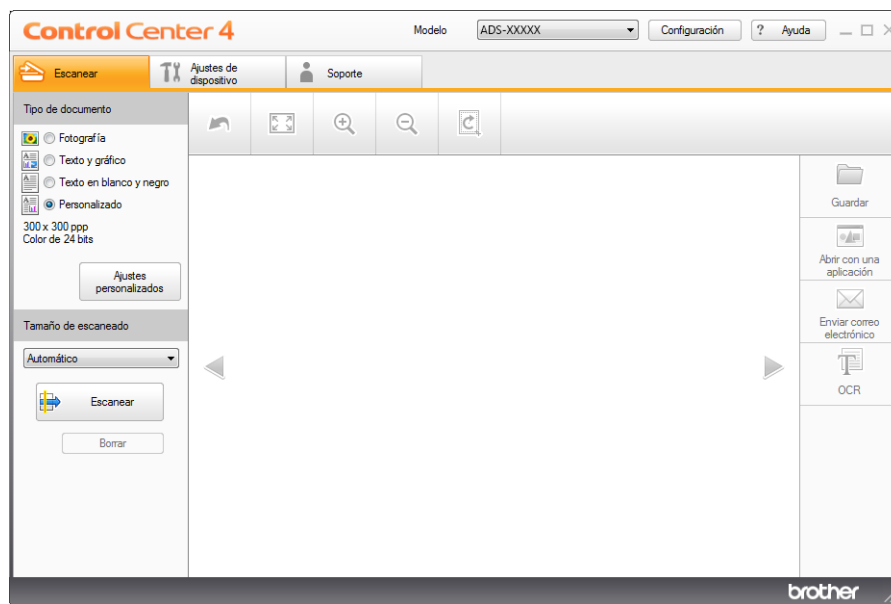 Control Center 4
Modelo
ADS-XXXXX
Configuración
? Ayuda
Escanear
Ajustes de
dispositivo
Soporte
Tipo de documento
Fotografía
Texto y gráfico
Texto en blanco y negro
Personalizado
300 x 300 ppp
Color de 24 bits
Ajustes
personalizados
Tamaño de escaneado
Automático
Escanear
Borrar
Guardar
Abrir con una
aplicación
Enviar correo
electrónico
OCR
brother